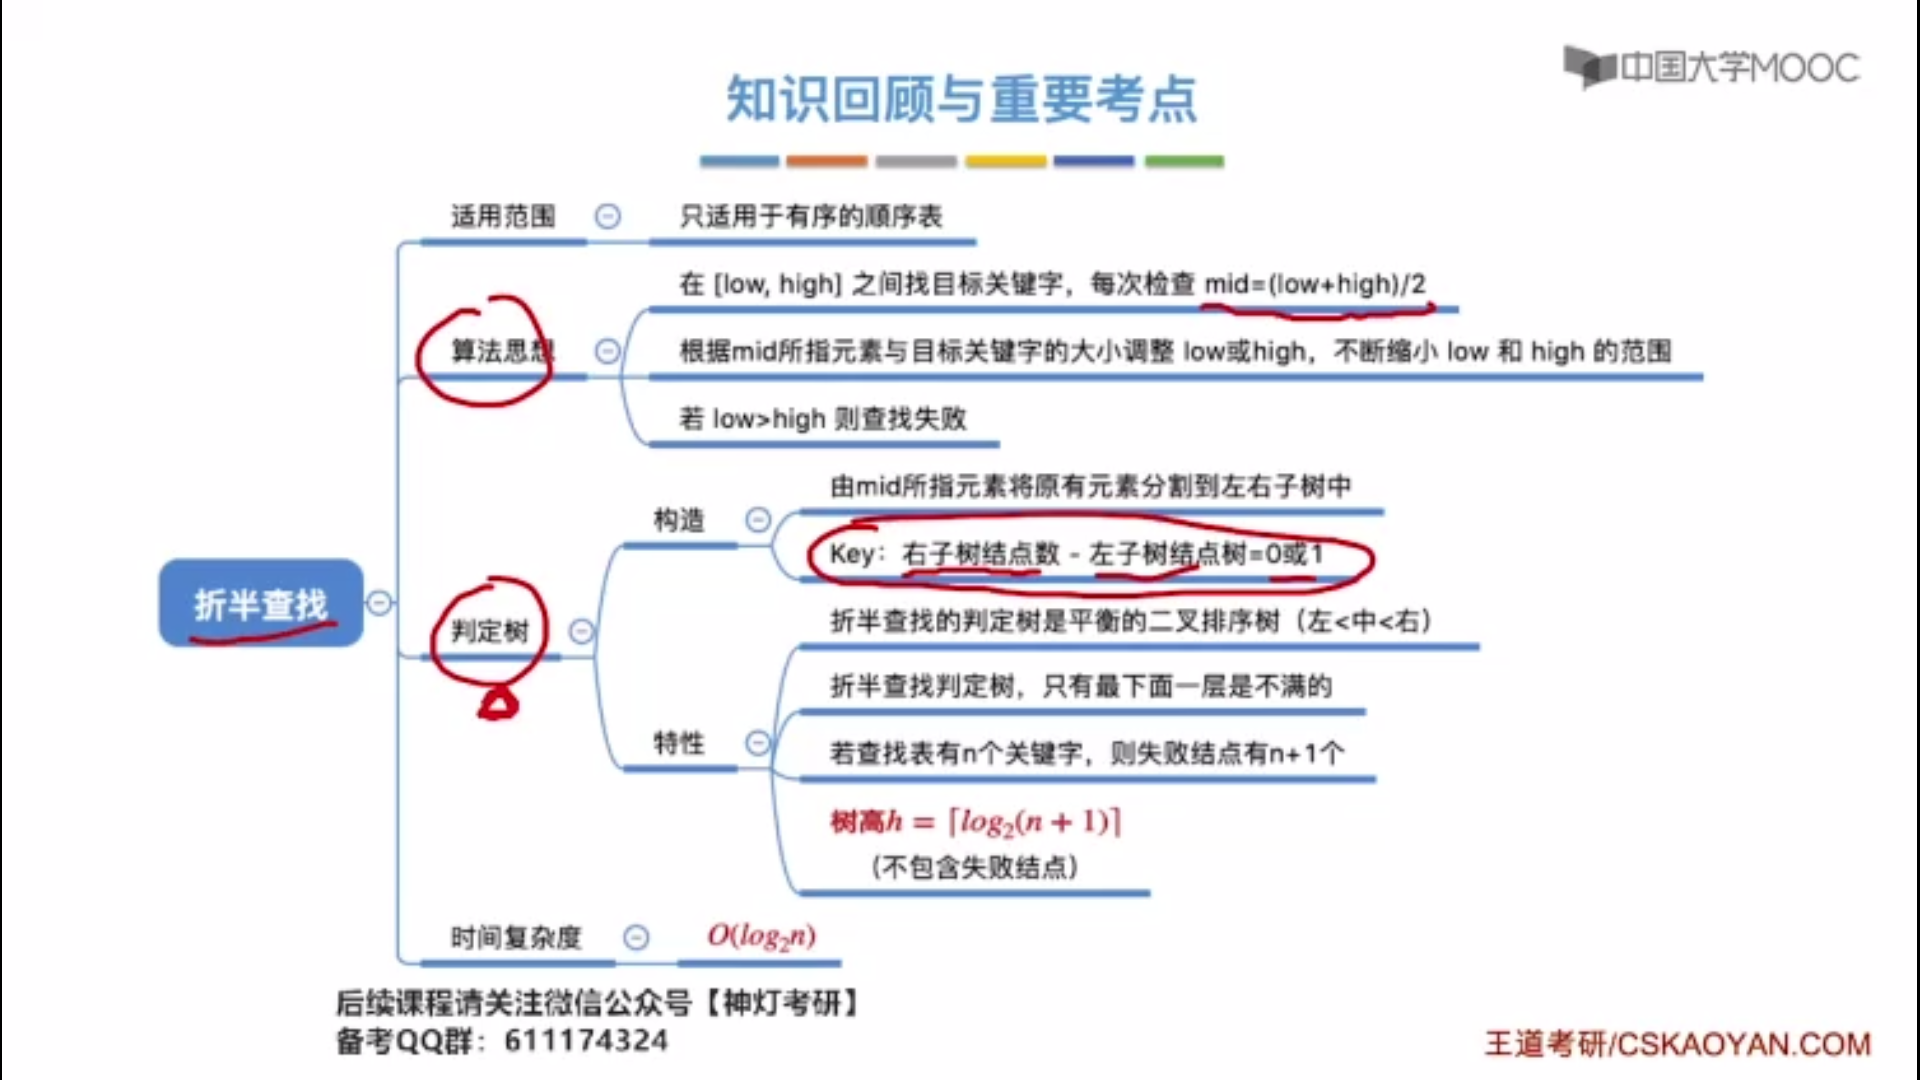 中国大学MOOC
知识回顾与重要考点
适用范围
只适用于有序的顺序表
在 [low, high] 之间找目标关键字，每次检查 mid=(low+high)/2
算法思想
根据mid所指元素与目标关键字的大小调整 low或high，不断缩小 low 和 high 的范围
若 low>high 则查找失败
由mid所指元素将原有元素分割到左右子树中
构造
Key：右子树结点数 - 左子树结点树=0或1
折半查找
判定树
折半查找的判定树是平衡的二叉排序树（左<中<右）
折半查找判定树，只有最下面一层是不满的
特性
若查找表有n个关键字，则失败结点有n+1个
树高h = ⌈log₂(n + 1)⌉
（不包含失败结点）
时间复杂度
O(log₂n)
后续课程请关注微信公众号【神灯考研】
备考QQ群：611174324
王道考研/CSKAOYAN.COM